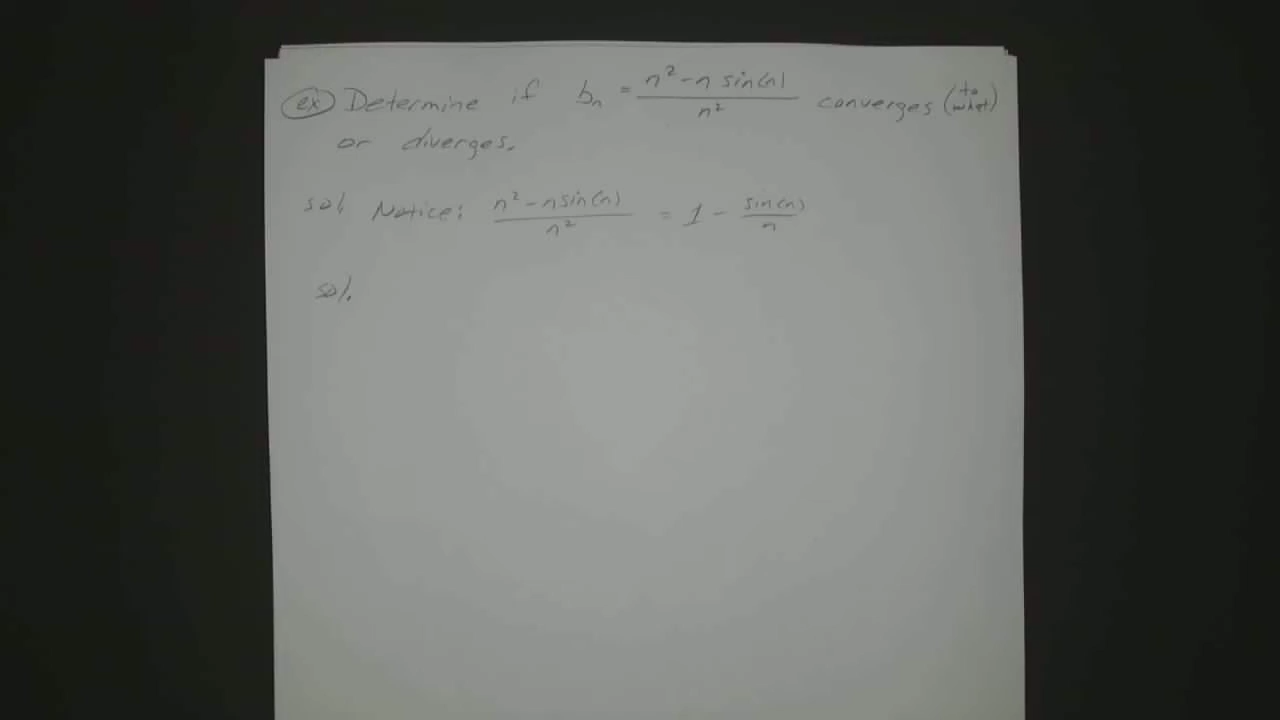 ex Determine if bₙ = (n² - n sin(n))/n² converges (to what)
or diverges.
sol Notice: (n² - n sin(n))/n² = 1 - sin(n)/n
sol.